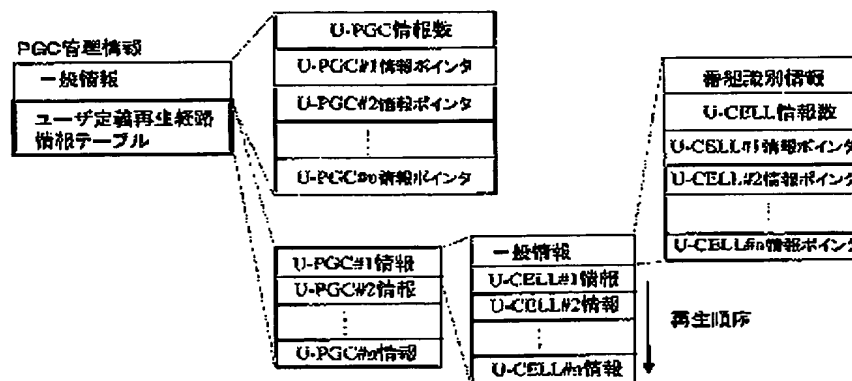 PGC管理情報
一般情報
ユーザ定義再生経路
情報テーブル
U-PGC情報数
U-PGC#1情報ポインタ
U-PGC#2情報ポインタ
U-PGC#n情報ポインタ
U-PGC#1情報
U-PGC#2情報
U-PGC#n情報
一般情報
U-CELL#1情報
U-CELL#2情報
U-CELL#n情報
番組識別情報
U-CELL情報数
U-CELL#1情報ポインタ
U-CELL#2情報ポインタ
U-CELL#n情報ポインタ
再生順序